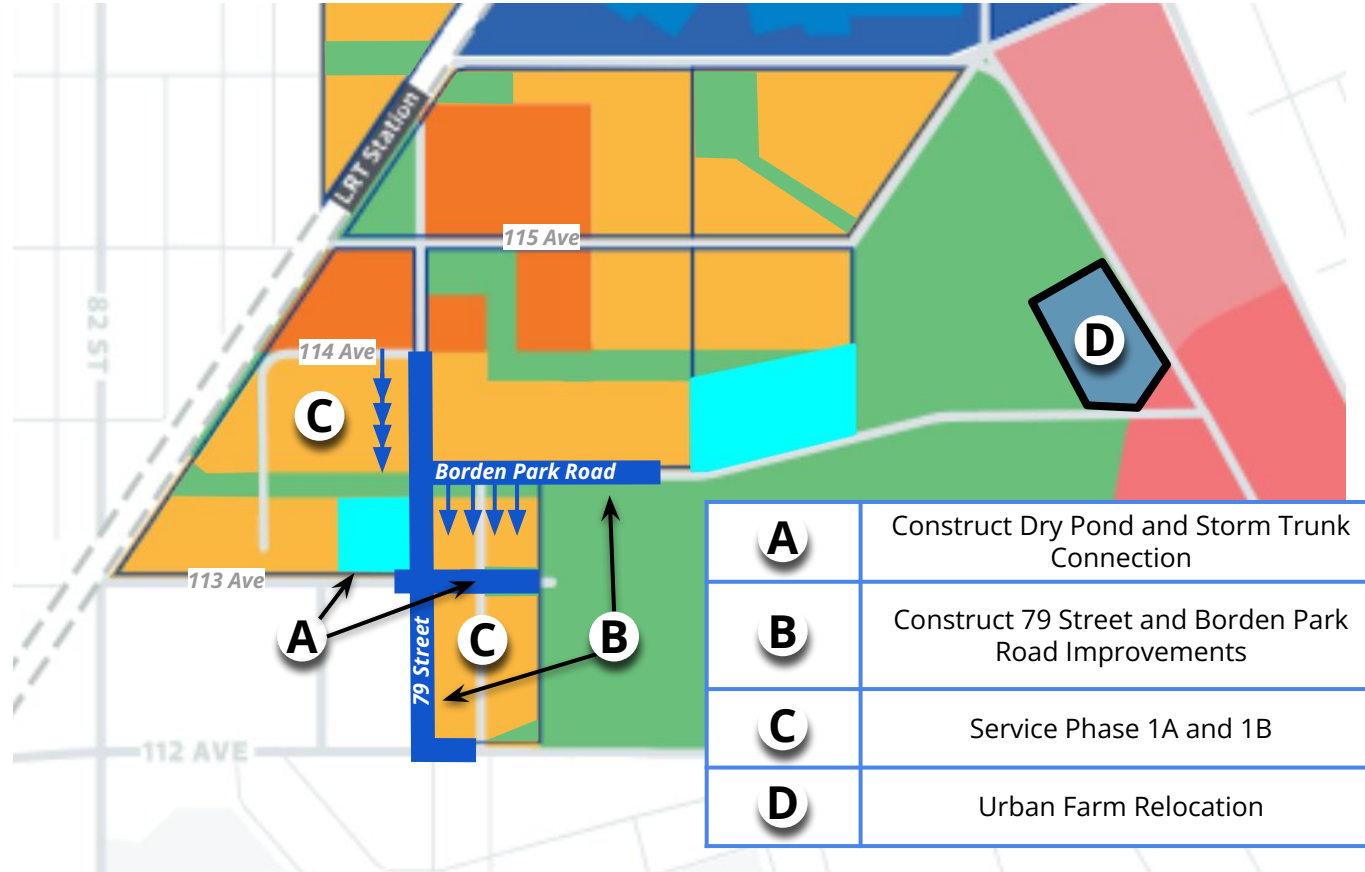 LRT Station
115 Ave
82 ST
114 Ave
D
C
Borden Park Road
113 Ave
A
79 Street
C
B
112 AVE
A
Construct Dry Pond and Storm Trunk
Connection
B
Construct 79 Street and Borden Park
Road Improvements
C
Service Phase 1A and 1B
D
Urban Farm Relocation